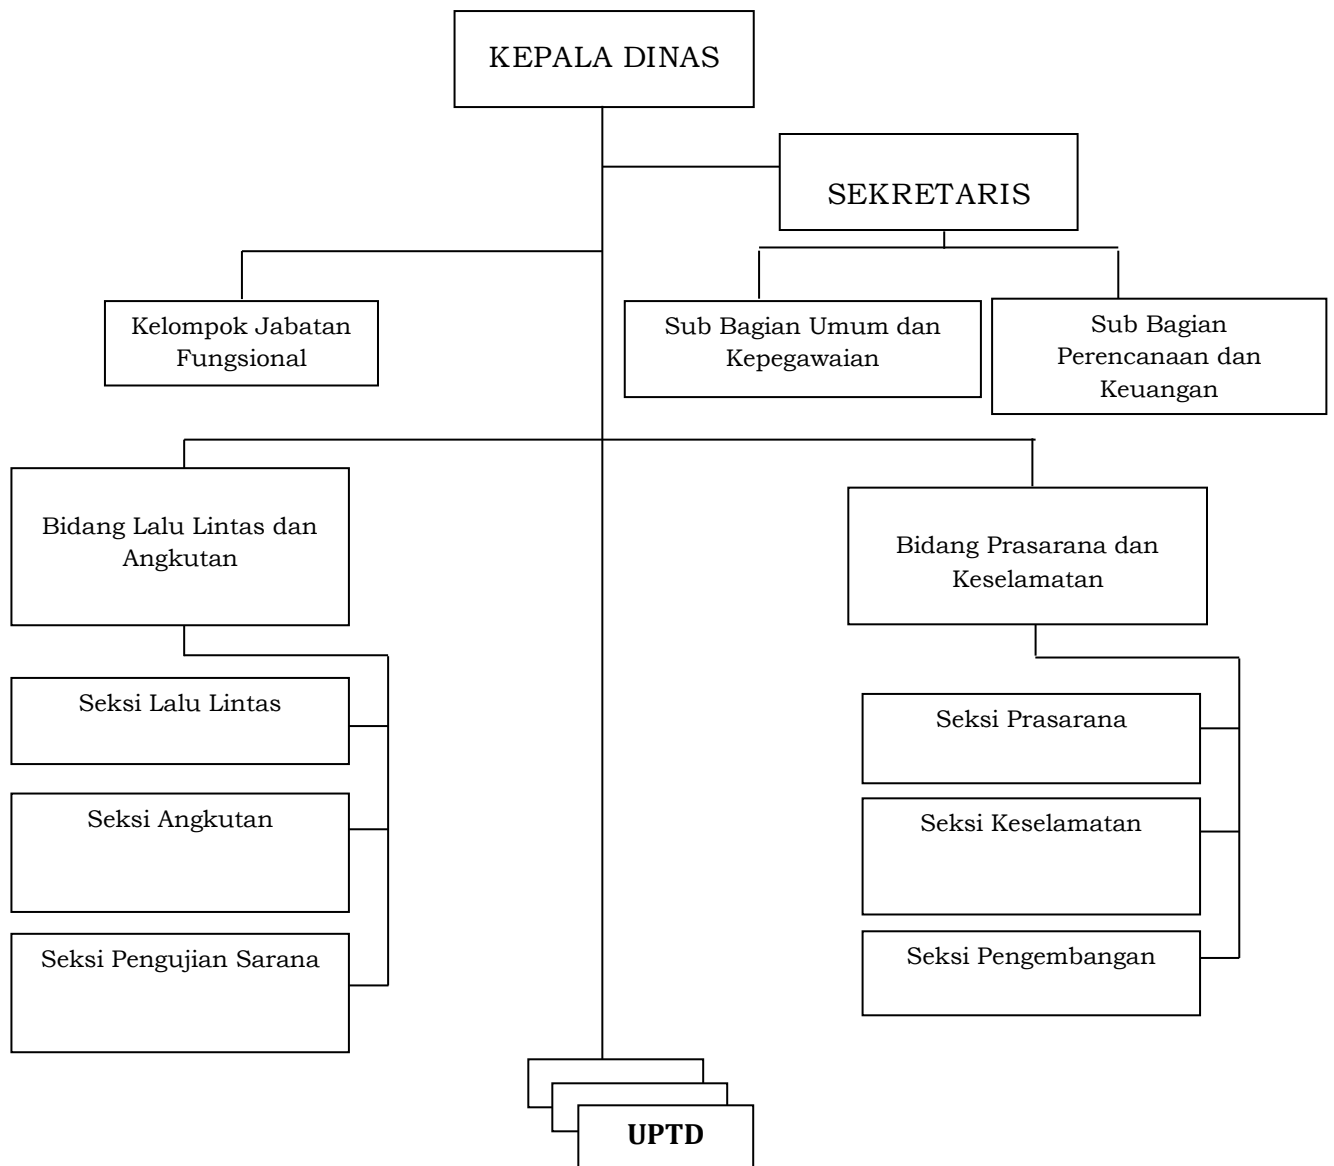 KEPALA DINAS
SEKRETARIS
Kelompok Jabatan
Fungsional
Sub Bagian Umum dan
Kepegawaian
Sub Bagian
Perencanaan dan
Keuangan
Bidang Lalu Lintas dan
Angkutan
Bidang Prasarana dan
Keselamatan
Seksi Lalu Lintas
Seksi Angkutan
Seksi Pengujian Sarana
Seksi Prasarana
Seksi Keselamatan
Seksi Pengembangan
UPTD